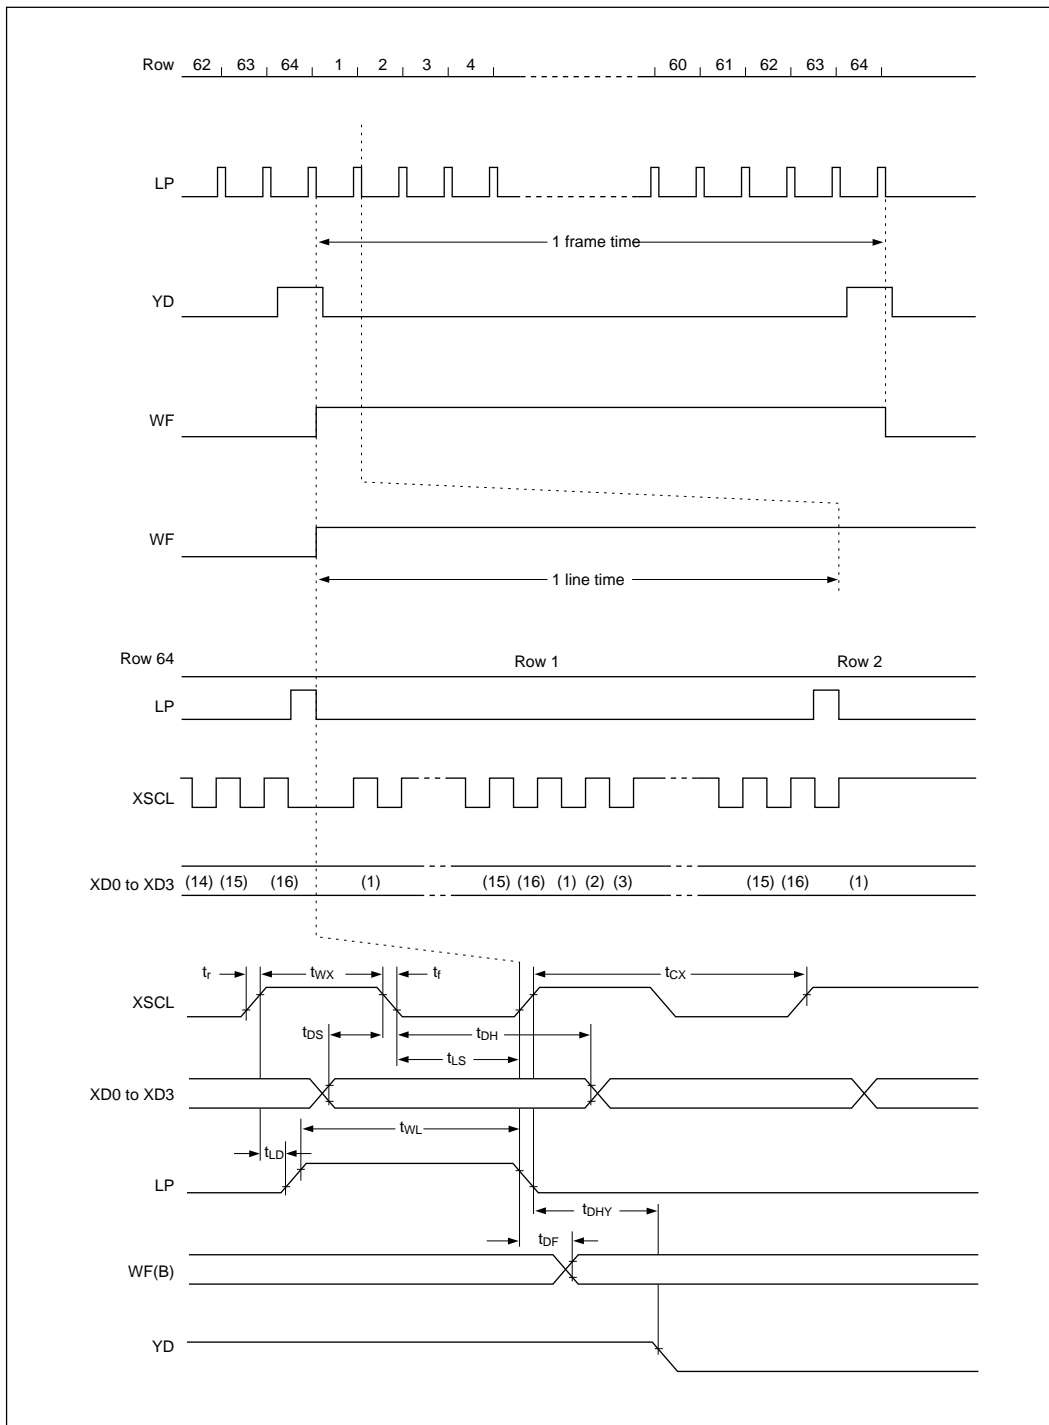 Row 62 63 64 1 2 3 4 60 61 62 63 64
LP
1 frame time
YD
WF
WF
1 line time
Row 64 Row 1 Row 2
LP
XSCL
XD0 to XD3 (14) (15) (16) (1) (15) (16) (1) (2) (3) (15) (16) (1)
tr tWX tf tCX
XSCL
tDS tDH
tLS
XD0 to XD3
tWL
tLD
LP
tDHY
tDF
WF(B)
YD